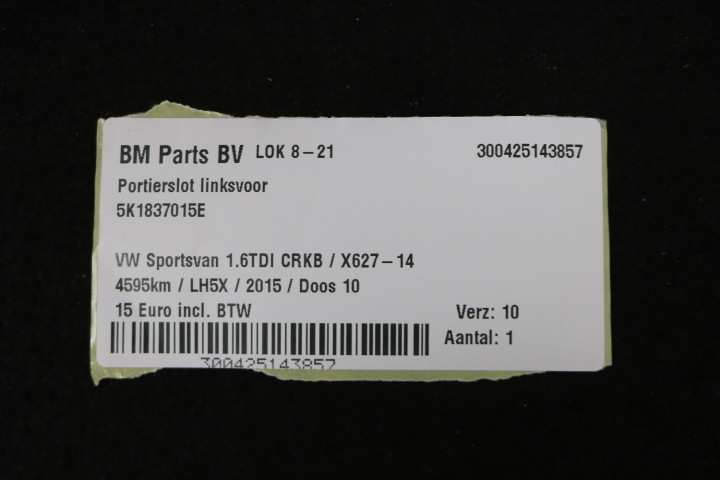 BM Parts BV LOK 8-21 300425143857
Portierslot linksvoor
5K1837015E
VW Sportsvan 1.6TDI CRKB / X627-14
4595km / LH5X / 2015 / Doos 10
15 Euro incl. BTW Verz: 10
Aantal: 1
300425143857